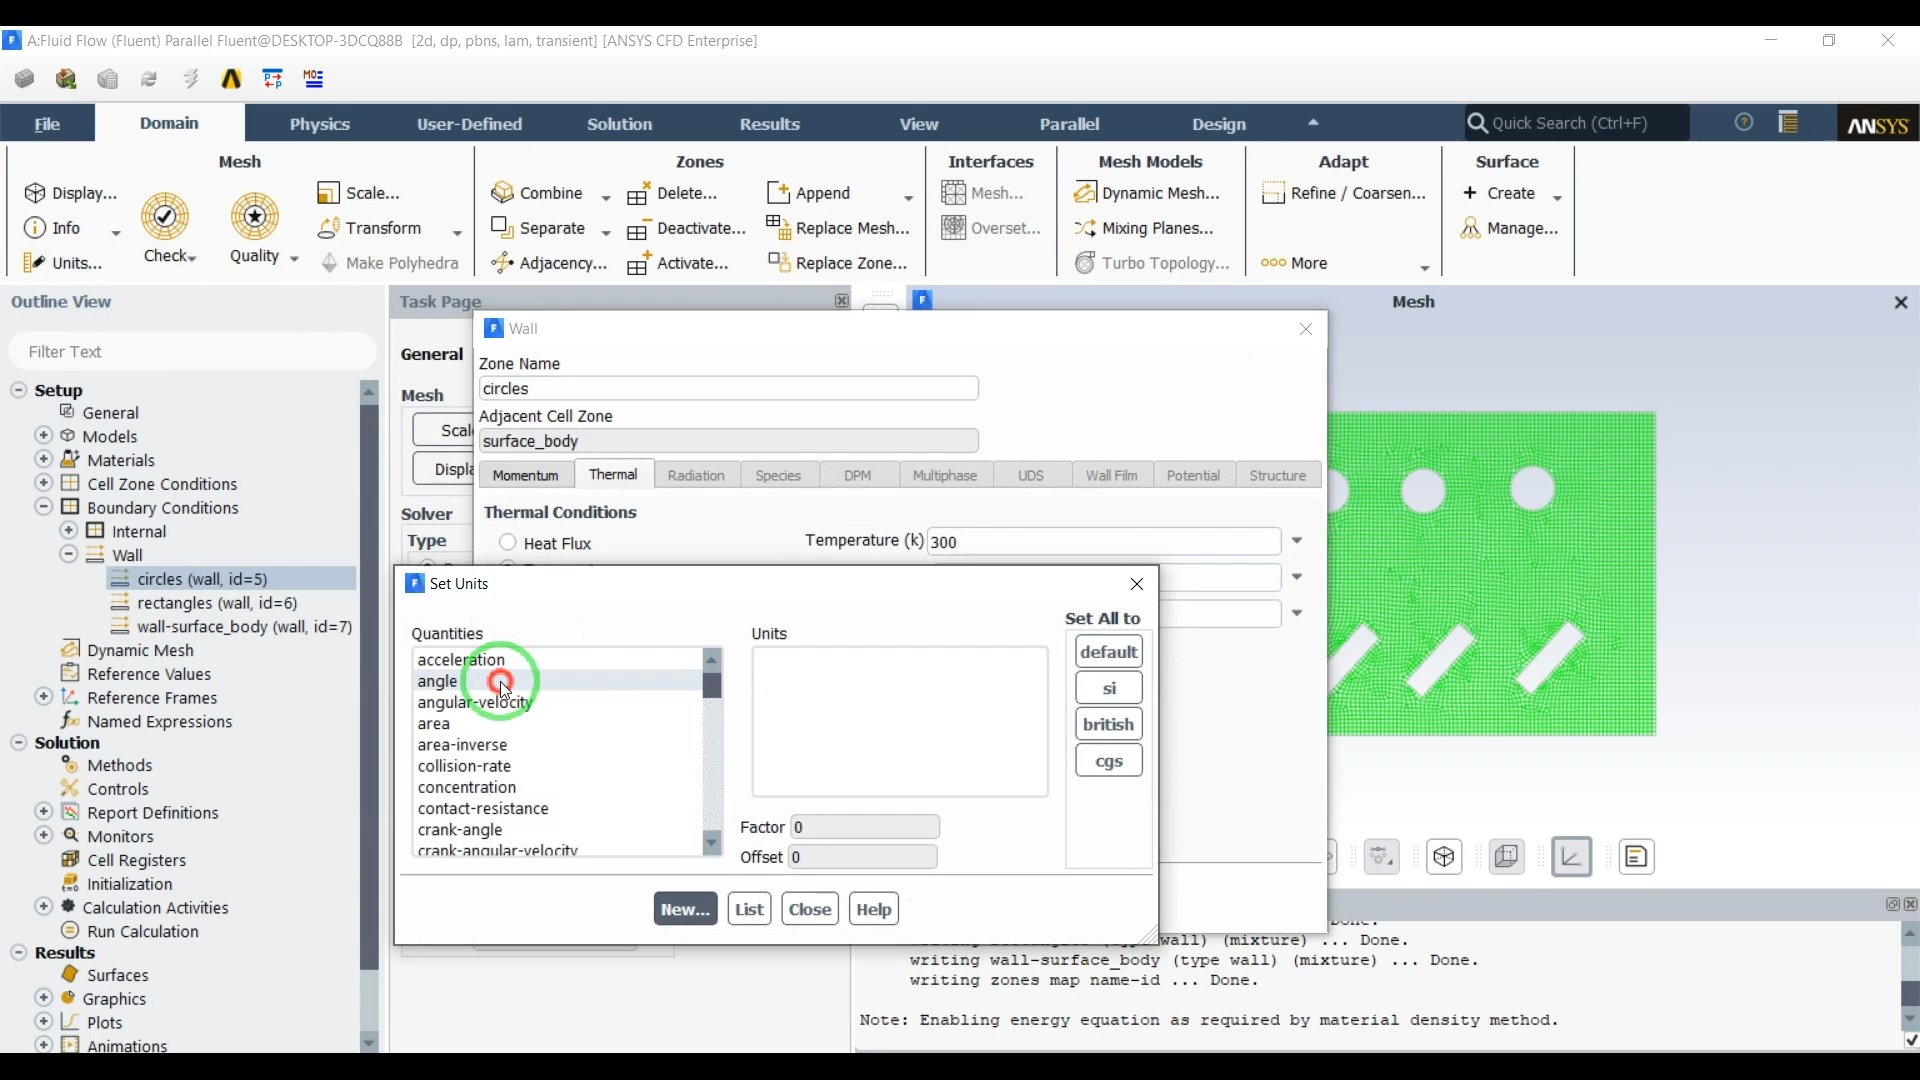 A:Fluid Flow (Fluent) Parallel Fluent@DESKTOP-3DCQ88B [2d, dp, pbns, lam, transient] [ANSYS CFD Enterprise]
File Domain Physics User-Defined Solution Results View Parallel Design Quick Search (Ctrl+F) ANSYS
Mesh Zones Interfaces Mesh Models Adapt Surface
Display... Scale... Combine Delete... Append Mesh... Dynamic Mesh... Refine / Coarsen... + Create
Info Transform Separate Deactivate... Replace Mesh... Overset... Mixing Planes... Manage...
Check Quality
Units... Make Polyhedra Adjacency... Activate... Replace Zone... Turbo Topology... More
Outline View
Filter Text
Setup
General
Models
Materials
Cell Zone Conditions
Boundary Conditions
Internal
Wall
circles (wall, id=5)
rectangles (wall, id=6)
wall-surface_body (wall, id=7)
Dynamic Mesh
Reference Values
Reference Frames
Named Expressions
Solution
Methods
Controls
Report Definitions
Monitors
Cell Registers
Initialization
Calculation Activities
Run Calculation
Results
Surfaces
Graphics
Plots
Animations
Task Page
General
Mesh
Scal
Displa
Solver
Type
Wall
Zone Name
circles
Adjacent Cell Zone
surface_body
Momentum Thermal Radiation Species DPM Multiphase UDS Wall Film Potential Structure
Thermal Conditions
Heat Flux
Temperature (k) 300
Set Units
Quantities
acceleration
angle
angular-velocity
area
area-inverse
collision-rate
concentration
contact-resistance
crank-angle
crank-angular-velocity
Units
Factor 0
Offset 0
Set All to
default
si
british
cgs
New... List Close Help
Mesh
Done.
wall) (mixture) ... Done.
writing wall-surface_body (type wall) (mixture) ... Done.
writing zones map name-id ... Done.
Note: Enabling energy equation as required by material density method.